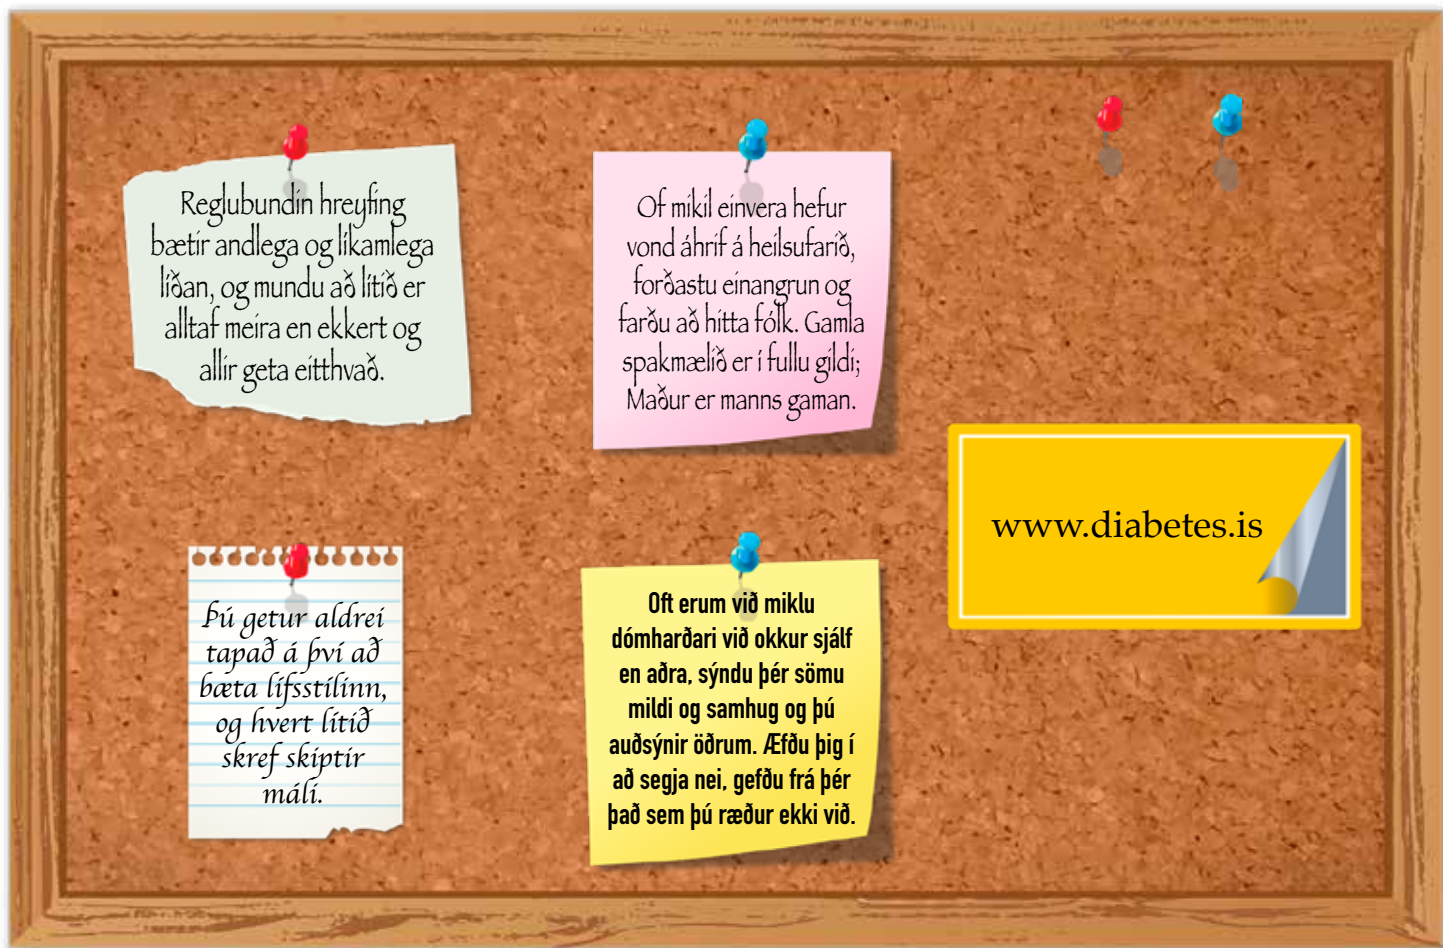 Reglubundin hreyfing
bætir andlega og líkamlega
líðan, og mundu að lítið er
alltaf meira en ekkert og
allir geta eitthvað.
Of mikil einvera hefur
vond áhrif á heilsufarið,
forðastu einangrun og
farðu að hitta fólk. Gamla
spakmælið er í fullu gildi;
Maður er manns gaman.
www.diabetes.is
Þú getur aldrei
tapað á því að
bæta lífsstílinn,
og hvert lítið
skref skiptir
máli.
Oft erum við miklu
dómharðari við okkur sjálf
en aðra, sýndu þér sömu
mildi og samhug og þú
auðsýnir öðrum. Æfðu þig í
að segja nei, gefðu frá þér
það sem þú ræður ekki við.